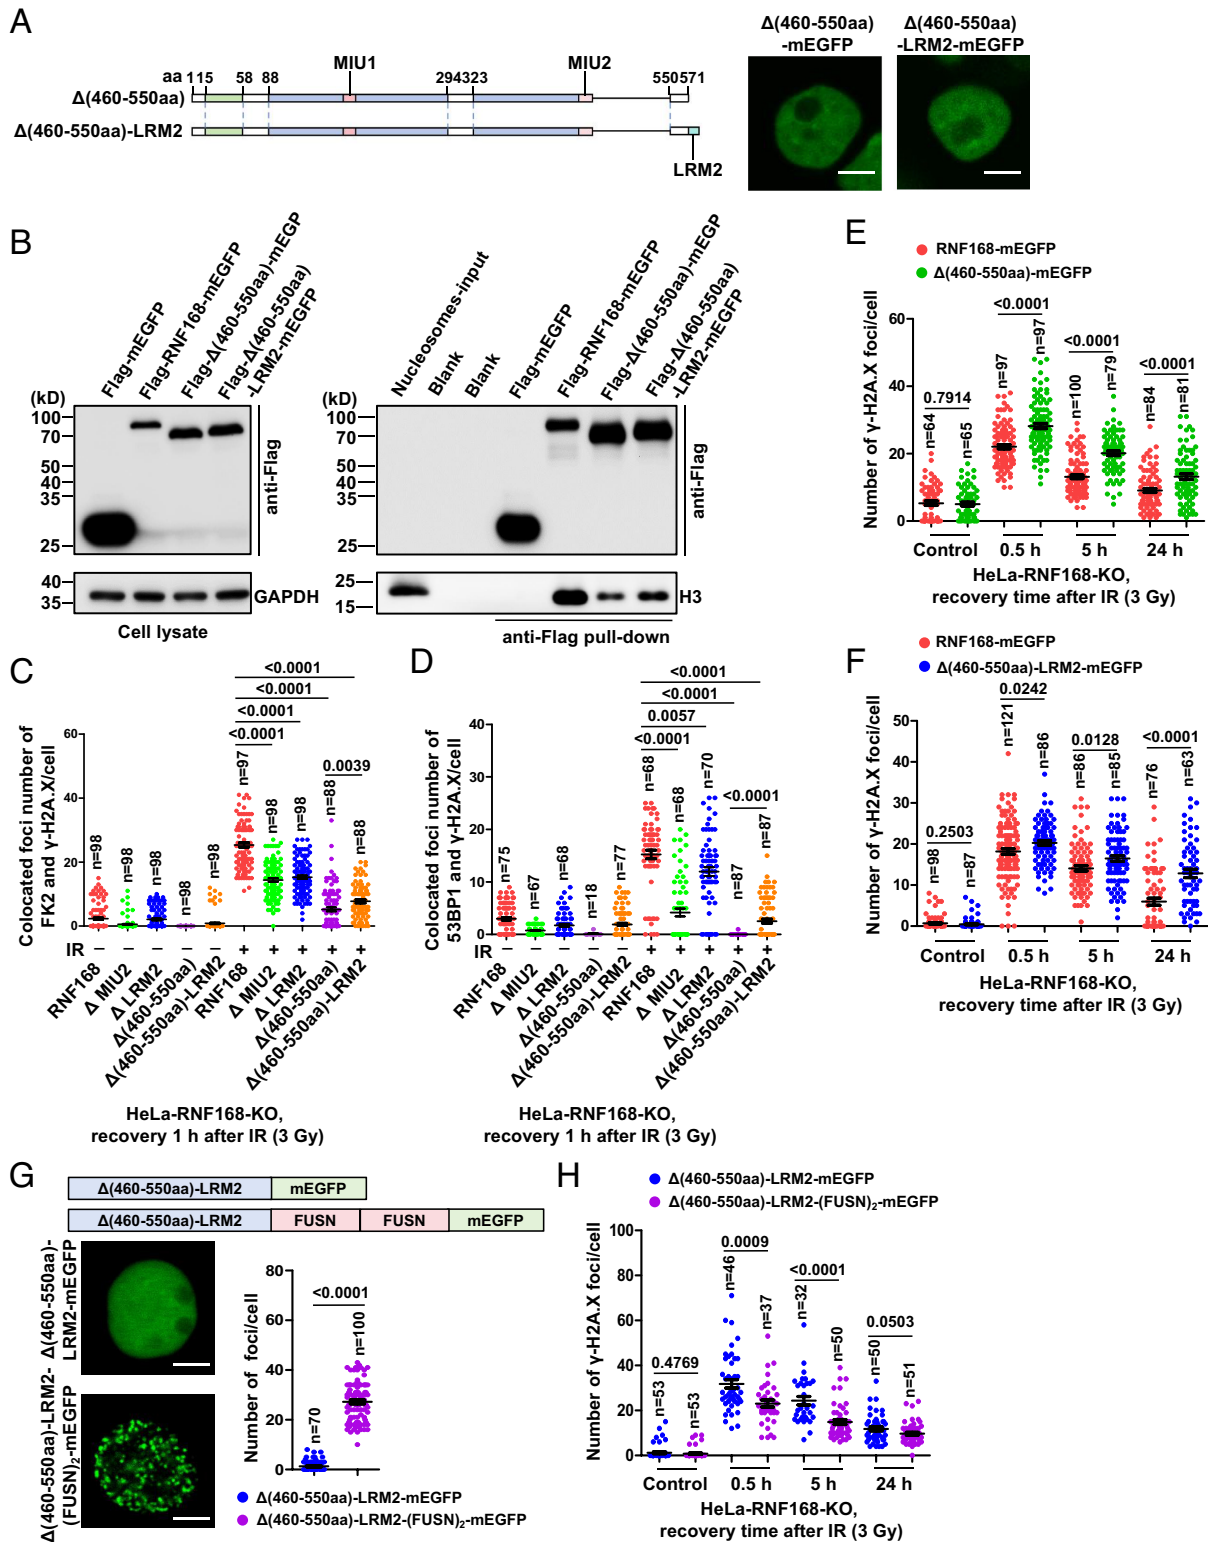 A
aa 1 15 58 88 MIU1 294 323 MIU2 550 571
Δ(460-550aa)
Δ(460-550aa)-LRM2
LRM2
Δ(460-550aa)
-mEGFP
Δ(460-550aa)
-LRM2-mEGFP
B
(kD)
Flag-mEGFP
Flag-RNF168-mEGFP
Flag-Δ(460-550aa)-mEGP
Flag-Δ(460-550aa)
-LRM2-mEGFP
100
70
50
40
35
25
anti-Flag
40
35
GAPDH
Cell lysate
(kD)
Nucleosomes-input
Blank
Blank
Flag-mEGFP
Flag-RNF168-mEGFP
Flag-Δ(460-550aa)-mEGP
Flag-Δ(460-550aa)
-LRM2-mEGFP
100
70
50
40
35
25
anti-Flag
25
15
H3
anti-Flag pull-down
C
Colocated foci number of
FK2 and γ-H2A.X/cell
60
40
20
0
<0.0001
<0.0001
<0.0001
<0.0001
0.0039
n=98
n=98
n=98
n=98
n=98
n=97
n=98
n=98
n=88
n=88
IR − − − − − + + + + +
RNF168
Δ MIU2
Δ LRM2
Δ(460-550aa)
Δ(460-550aa)-LRM2
RNF168
Δ MIU2
Δ LRM2
Δ(460-550aa)
Δ(460-550aa)-LRM2
HeLa-RNF168-KO,
recovery 1 h after IR (3 Gy)
D
Colocated foci number of
53BP1 and γ-H2A.X/cell
40
30
20
10
0
<0.0001
<0.0001
0.0057
<0.0001
<0.0001
n=75
n=67
n=68
n=18
n=77
n=68
n=68
n=70
n=87
n=87
IR − − − − − + + + + +
RNF168
Δ MIU2
Δ LRM2
Δ(460-550aa)
Δ(460-550aa)-LRM2
RNF168
Δ MIU2
Δ LRM2
Δ(460-550aa)
Δ(460-550aa)-LRM2
HeLa-RNF168-KO,
recovery 1 h after IR (3 Gy)
E
RNF168-mEGFP
Δ(460-550aa)-mEGFP
Number of γ-H2A.X foci/cell
60
40
20
0
0.7914
<0.0001
<0.0001
<0.0001
n=64
n=65
n=97
n=97
n=100
n=79
n=84
n=81
Control 0.5 h 5 h 24 h
HeLa-RNF168-KO,
recovery time after IR (3 Gy)
F
RNF168-mEGFP
Δ(460-550aa)-LRM2-mEGFP
Number of γ-H2A.X foci/cell
50
40
30
20
10
0
0.2503
0.0242
0.0128
<0.0001
n=98
n=87
n=121
n=86
n=86
n=85
n=76
n=63
Control 0.5 h 5 h 24 h
HeLa-RNF168-KO,
recovery time after IR (3 Gy)
G
Δ(460-550aa)-LRM2 mEGFP
Δ(460-550aa)-LRM2 FUSN FUSN mEGFP
Δ(460-550aa)-
LRM2-mEGFP
Δ(460-550aa)-LRM2-
(FUSN)₂-mEGFP
Number of foci/cell
80
60
40
20
0
<0.0001
n=70
n=100
Δ(460-550aa)-LRM2-mEGFP
Δ(460-550aa)-LRM2-(FUSN)₂-mEGFP
H
Δ(460-550aa)-LRM2-mEGFP
Δ(460-550aa)-LRM2-(FUSN)₂-mEGFP
Number of γ-H2A.X foci/cell
100
80
60
40
20
0
0.4769
0.0009
<0.0001
0.0503
n=53
n=53
n=46
n=37
n=32
n=50
n=50
n=51
Control 0.5 h 5 h 24 h
HeLa-RNF168-KO,
recovery time after IR (3 Gy)